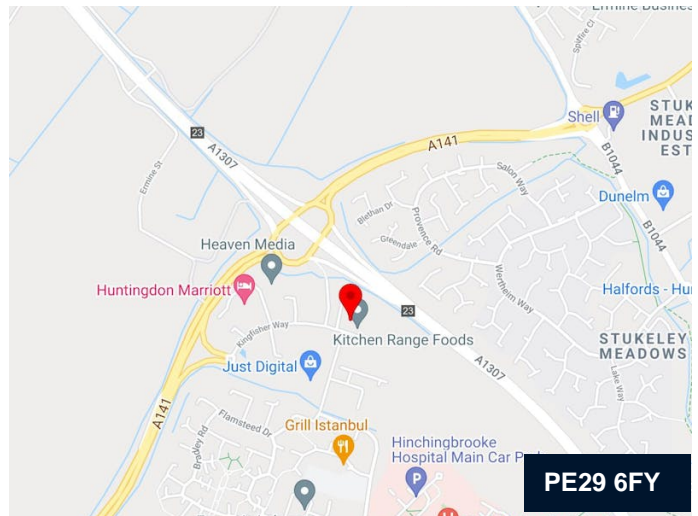 Ermine Business
Spitfire Cl
STUK
MEAD
INDUS
EST
Shell
23
A1307
A141
B1044
Ermine St
Salon Way
Dunelm
Blethan Dr
Provence Rd
Greendale
Heaven Media
Wertheim Way
Huntingdon Marriott
Halfords - Hun
23
Kingfisher Way
Kitchen Range Foods
STUKELEY
MEADOWS
Just Digital
A1307
Lake Way
A141
Flamsteed Dr
Bradley Rd
Grill Istanbul
Hinchingbrooke
Hospital Main Car Park
P
PE29 6FY